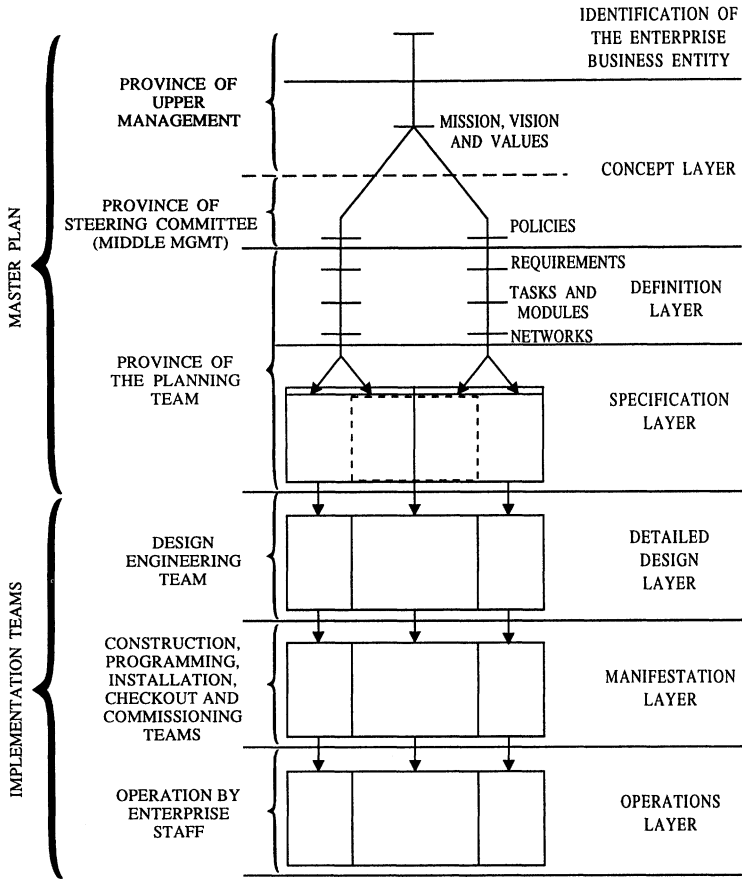 IDENTIFICATION OF
THE ENTERPRISE
BUSINESS ENTITY
PROVINCE OF
UPPER
MANAGEMENT
MISSION, VISION
AND VALUES
CONCEPT LAYER
PROVINCE OF
STEERING COMMITTEE
(MIDDLE MGMT)
POLICIES
MASTER PLAN
REQUIREMENTS
TASKS AND
MODULES
NETWORKS
DEFINITION
LAYER
PROVINCE OF
THE PLANNING
TEAM
SPECIFICATION
LAYER
DESIGN
ENGINEERING
TEAM
DETAILED
DESIGN
LAYER
IMPLEMENTATION TEAMS
CONSTRUCTION,
PROGRAMMING,
INSTALLATION,
CHECKOUT AND
COMMISSIONING
TEAMS
MANIFESTATION
LAYER
OPERATION BY
ENTERPRISE
STAFF
OPERATIONS
LAYER